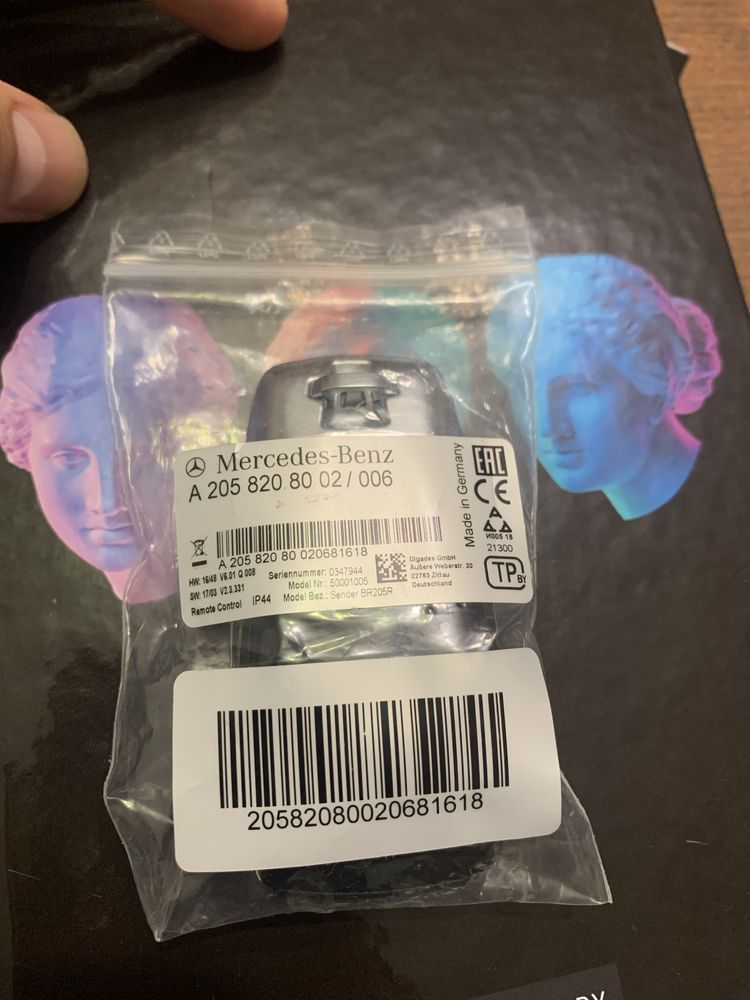 Mercedes-Benz
A 205 820 80 02 / 006
A 205 820 80 020681618
HW: 16/48 V6.01 Q 008
SW: 17/03 V2.3.331
Remote Control IP44
Seriennummer: 0347944
Model Nr.: 50001005
Model Bez.: Sender BR205R
Digades GmbH
Äußere Weberstr. 20
02763 Zittau
Deutschland
Made in Germany
EAC
CE
И005 18
21300
TP BY
20582080020681618